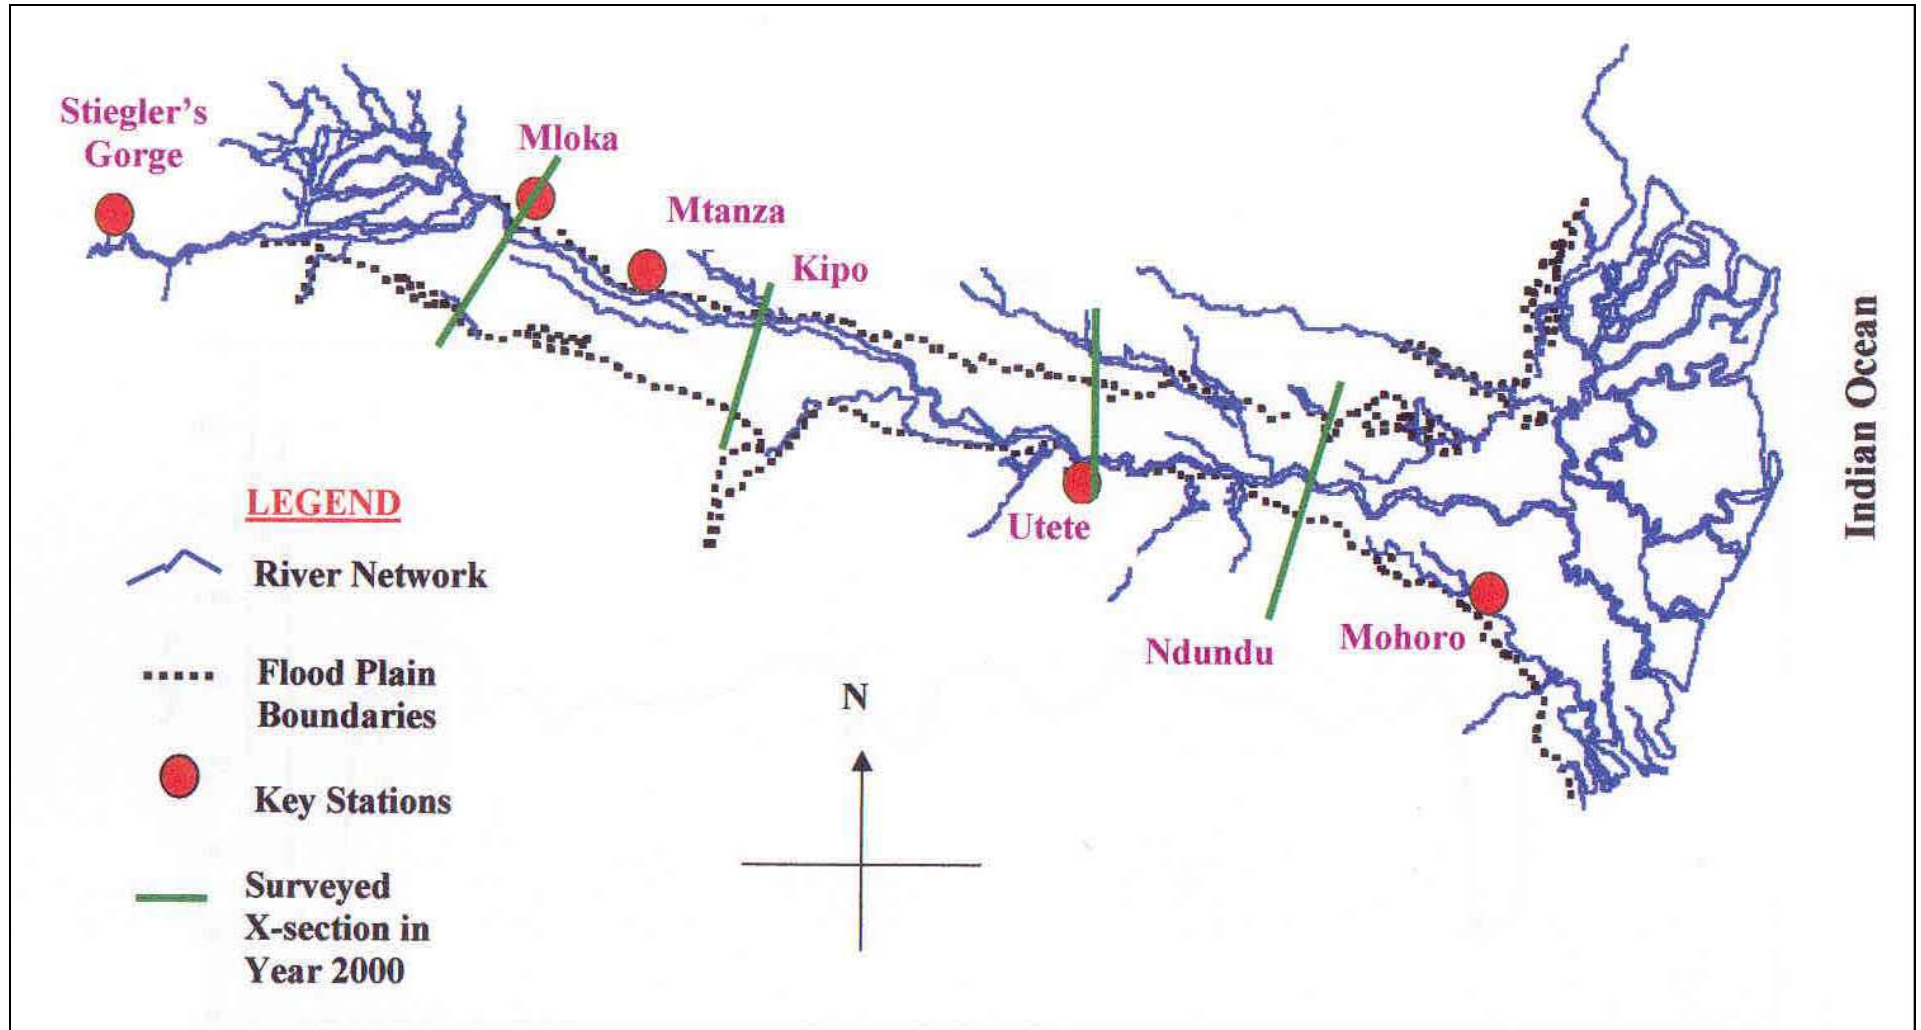 Stiegler's
Gorge
Mloka
Mtanza
Kipo
Utete
Ndundu
Mohoro
Indian Ocean
LEGEND
River Network
Flood Plain
Boundaries
Key Stations
Surveyed
X-section in
Year 2000
N